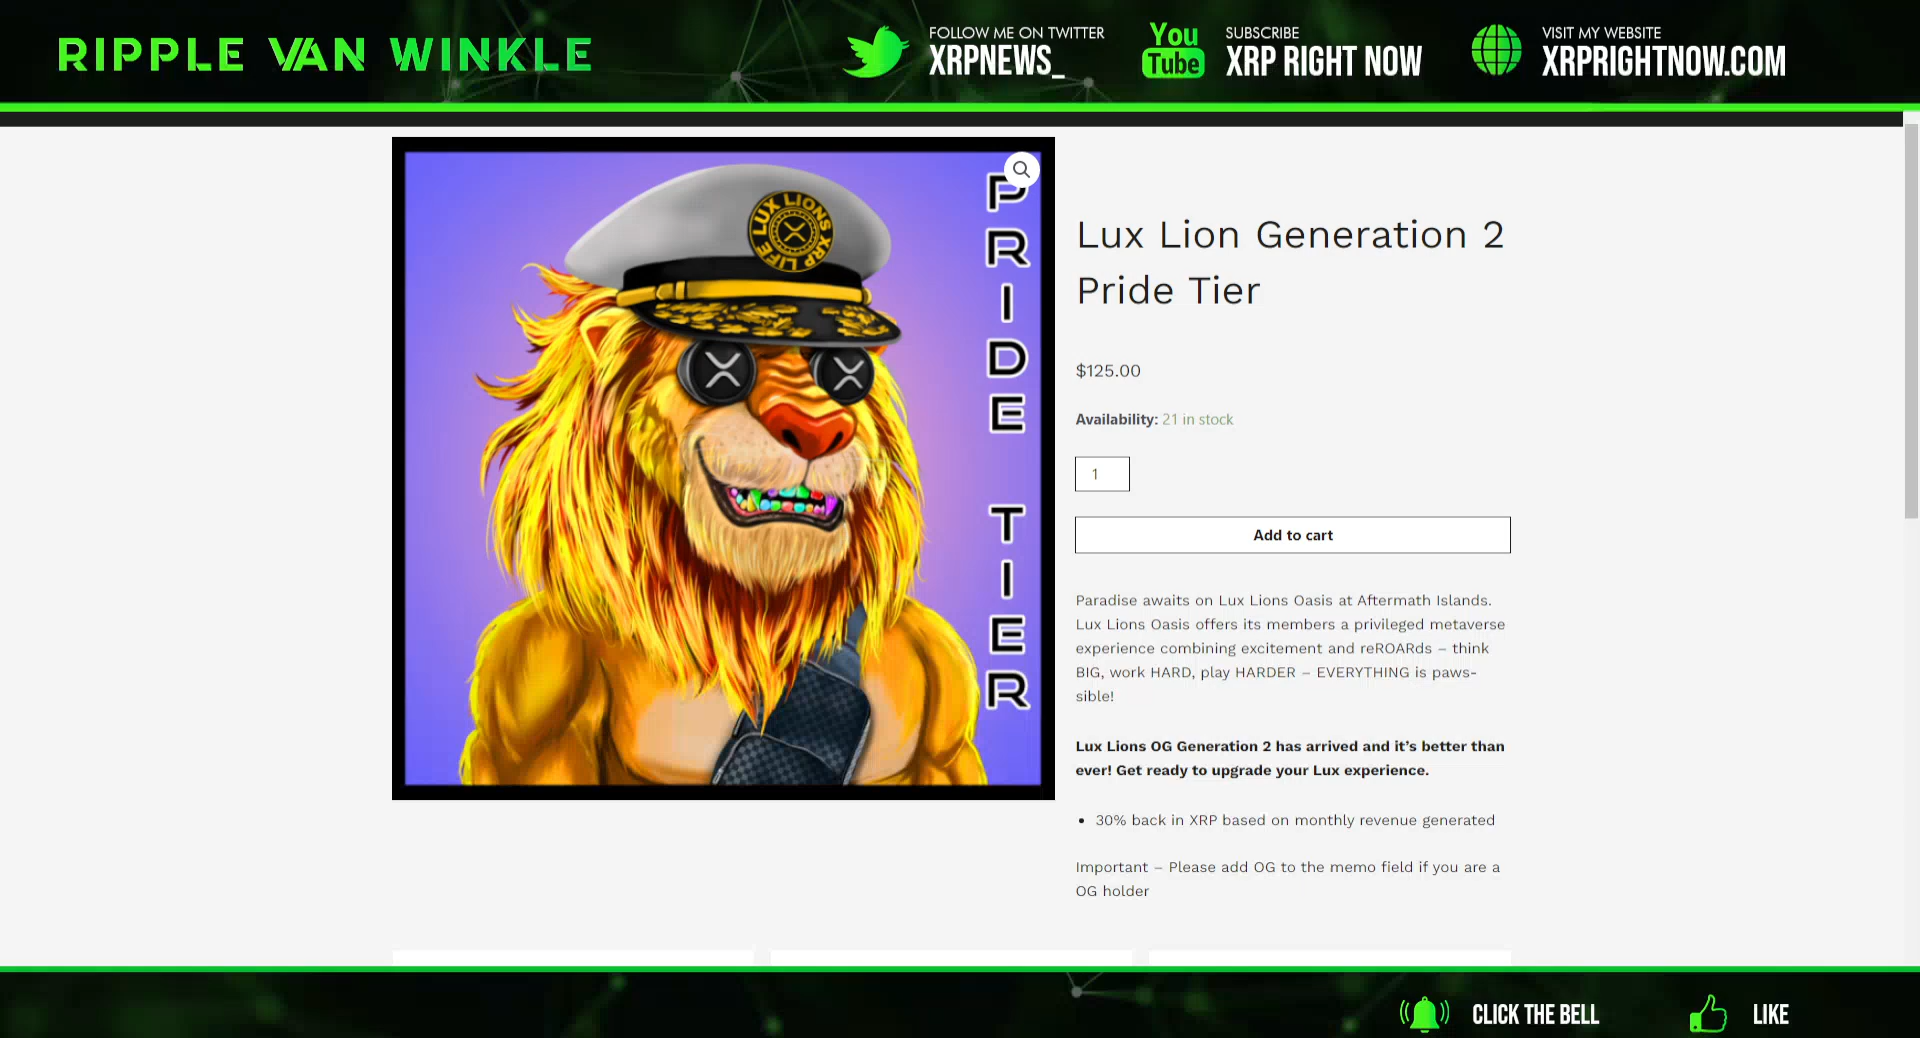 RIPPLE VAN WINKLE
FOLLOW ME ON TWITTER
XRPNEWS_
You
Tube
SUBSCRIBE
XRP RIGHT NOW
VISIT MY WEBSITE
XRPRIGHTNOW.COM
LUX LIONS XRP LIFE
PRIDE TIER
Lux Lion Generation 2
Pride Tier
$125.00
Availability: 21 in stock
1
Add to cart
Paradise awaits on Lux Lions Oasis at Aftermath Islands.
Lux Lions Oasis offers its members a privileged metaverse
experience combining excitement and reROARds – think
BIG, work HARD, play HARDER – EVERYTHING is paws-
sible!
Lux Lions OG Generation 2 has arrived and it’s better than
ever! Get ready to upgrade your Lux experience.
• 30% back in XRP based on monthly revenue generated
Important – Please add OG to the memo field if you are a
OG holder
CLICK THE BELL
LIKE